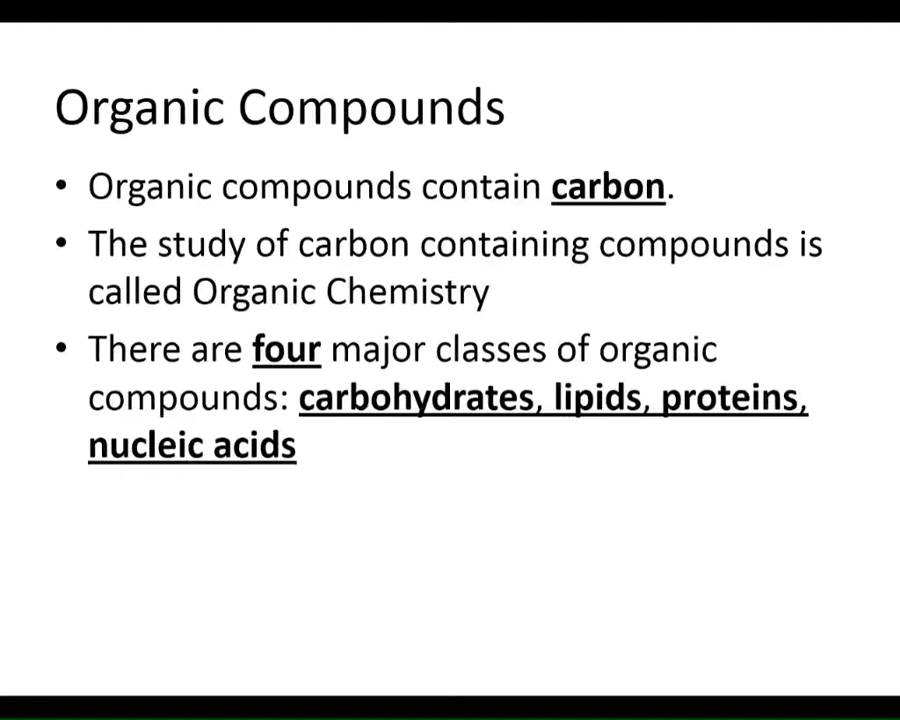 Organic Compounds
• Organic compounds contain carbon.
• The study of carbon containing compounds is
called Organic Chemistry
• There are four major classes of organic
compounds: carbohydrates, lipids, proteins,
nucleic acids